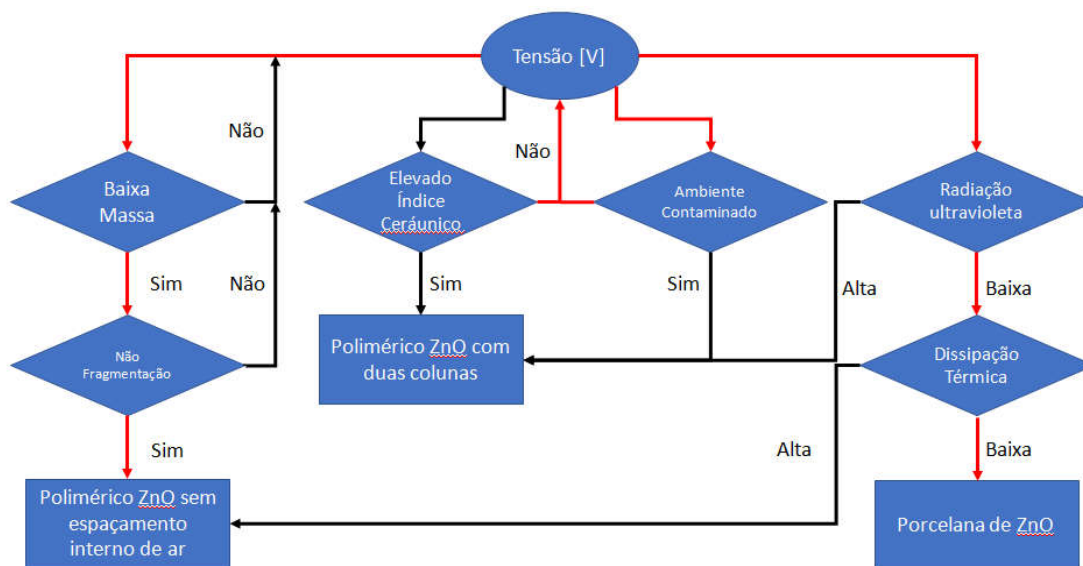 Tensão [V]
Não
Não
Baixa
Massa
Elevado
Índice
Ceráunico
Ambiente
Contaminado
Radiação
ultravioleta
Sim
Não
Sim
Sim
Alta
Baixa
Não
Fragmentação
Polimérico ZnO com
duas colunas
Dissipação
Térmica
Sim
Alta
Baixa
Polimérico ZnO sem
espaçamento
interno de ar
Porcelana de ZnO